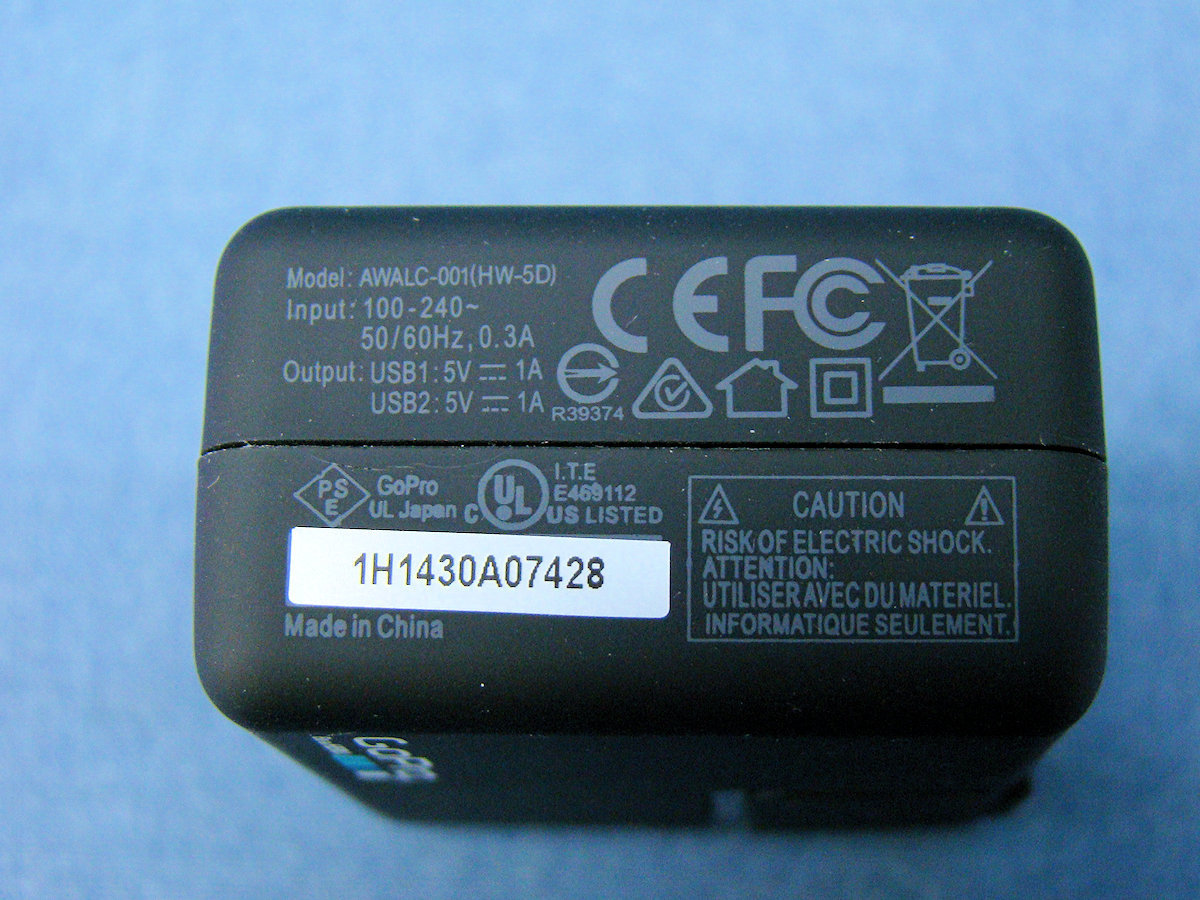 Model: AWALC-001(HW-5D)
Input: 100-240~
50/60Hz, 0.3A
Output: USB1: 5V ⎓ 1A
USB2: 5V ⎓ 1A
CE FC
R39374
PS
E
GoPro
UL Japan
C UL US LISTED
I.T.E
E469112
1H1430A07428
Made in China
CAUTION
RISK OF ELECTRIC SHOCK.
ATTENTION:
UTILISER AVEC DU MATERIEL.
INFORMATIQUE SEULEMENT.
GoPro